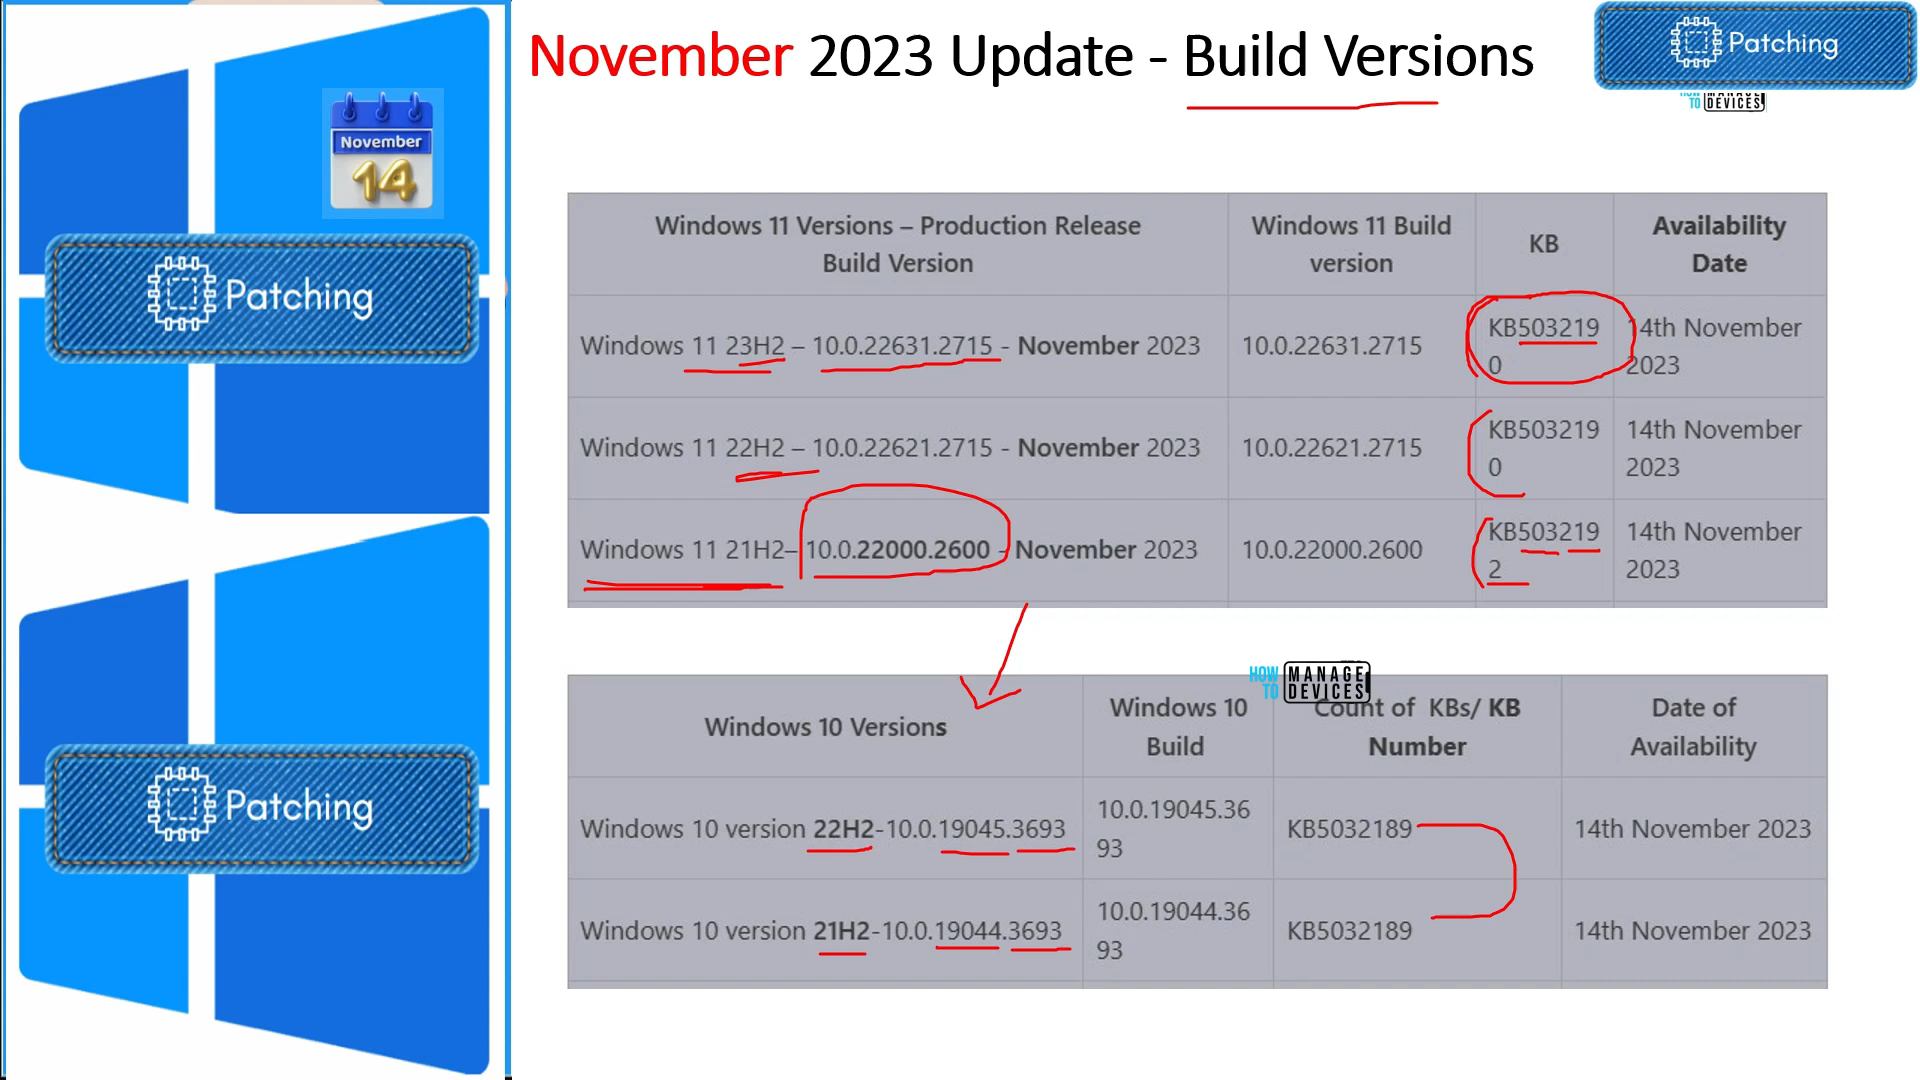 November 2023 Update - Build Versions
Patching
HOW TO MANAGE DEVICES
November
14
Patching
Windows 11 Versions – Production Release
Build Version
Windows 11 Build
version
KB
Availability
Date
Windows 11 23H2 – 10.0.22631.2715 - November 2023
10.0.22631.2715
KB503219
0
14th November
2023
Windows 11 22H2 – 10.0.22621.2715 - November 2023
10.0.22621.2715
KB503219
0
14th November
2023
Windows 11 21H2– 10.0.22000.2600 - November 2023
10.0.22000.2600
KB503219
2
14th November
2023
HOW
TO
MANAGE
DEVICES
Windows 10 Versions
Windows 10
Build
Count of KBs/ KB
Number
Date of
Availability
Windows 10 version 22H2-10.0.19045.3693
10.0.19045.36
93
KB5032189
14th November 2023
Windows 10 version 21H2-10.0.19044.3693
10.0.19044.36
93
KB5032189
14th November 2023
Patching